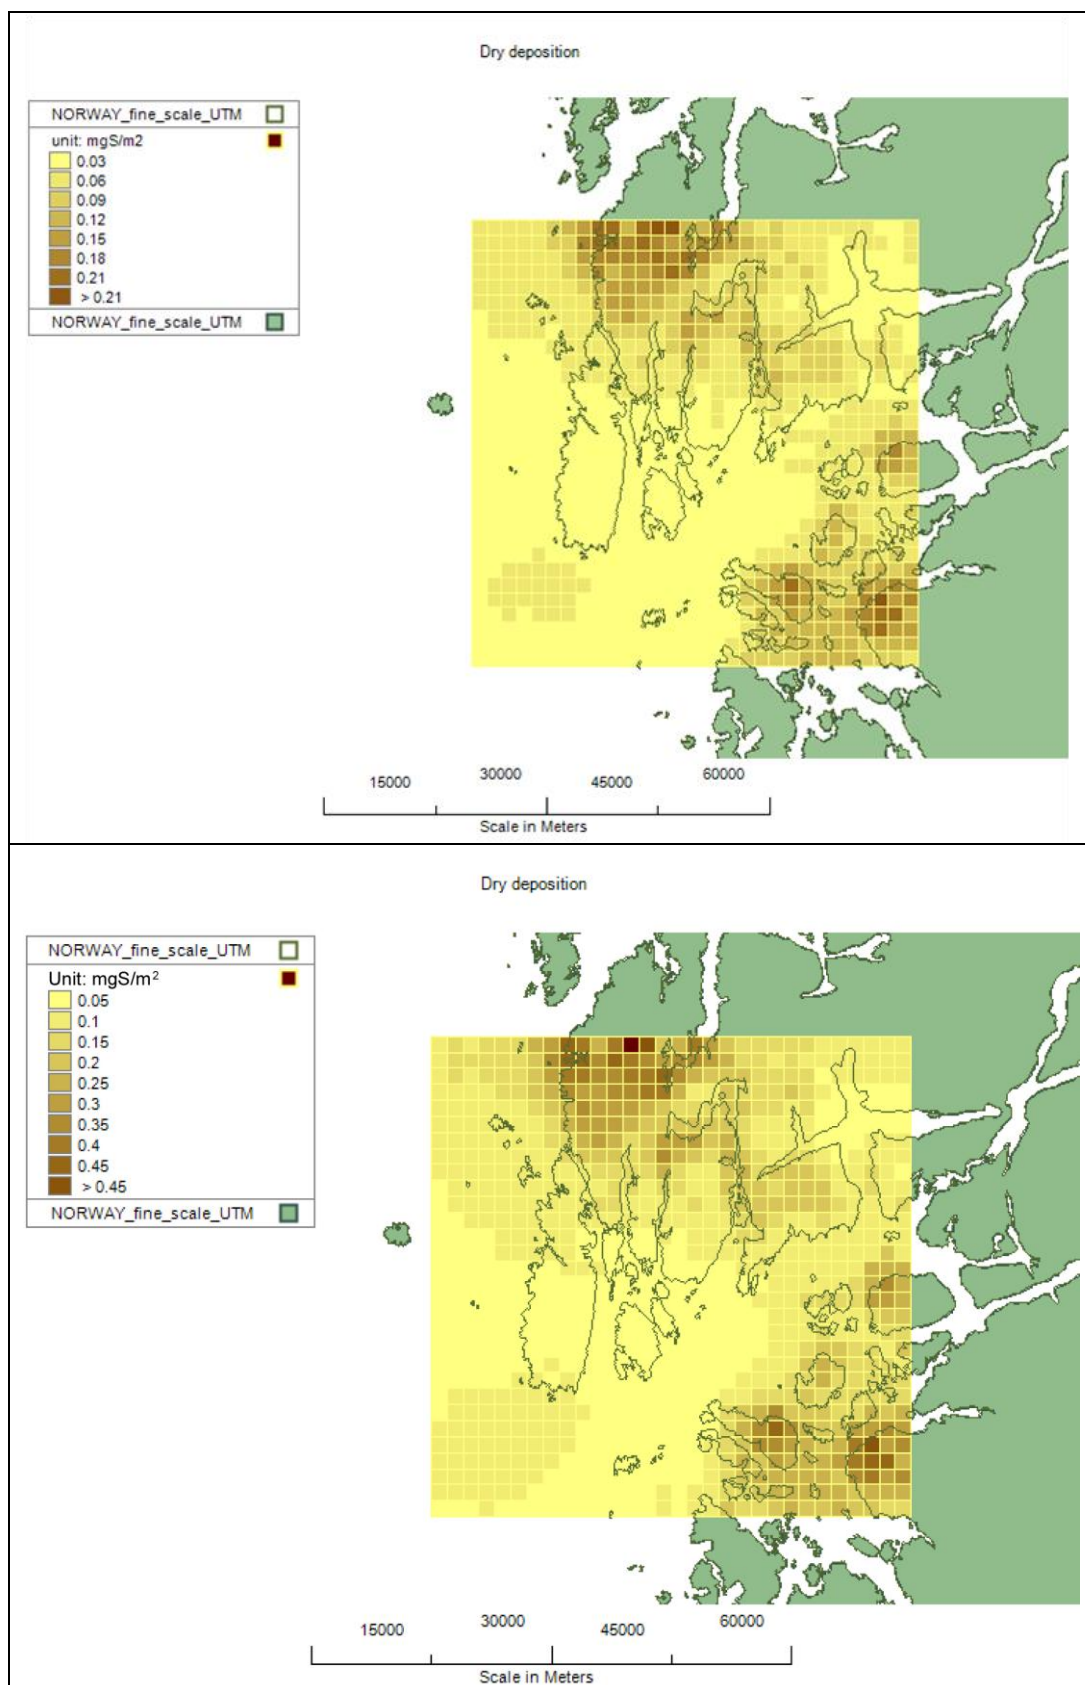 Dry deposition
NORWAY_fine_scale_UTM
unit: mgS/m2
0.03
0.06
0.09
0.12
0.15
0.18
0.21
> 0.21
NORWAY_fine_scale_UTM
15000 30000 45000 60000
Scale in Meters
Dry deposition
NORWAY_fine_scale_UTM
Unit: mgS/m²
0.05
0.1
0.15
0.2
0.25
0.3
0.35
0.4
0.45
> 0.45
NORWAY_fine_scale_UTM
15000 30000 45000 60000
Scale in Meters